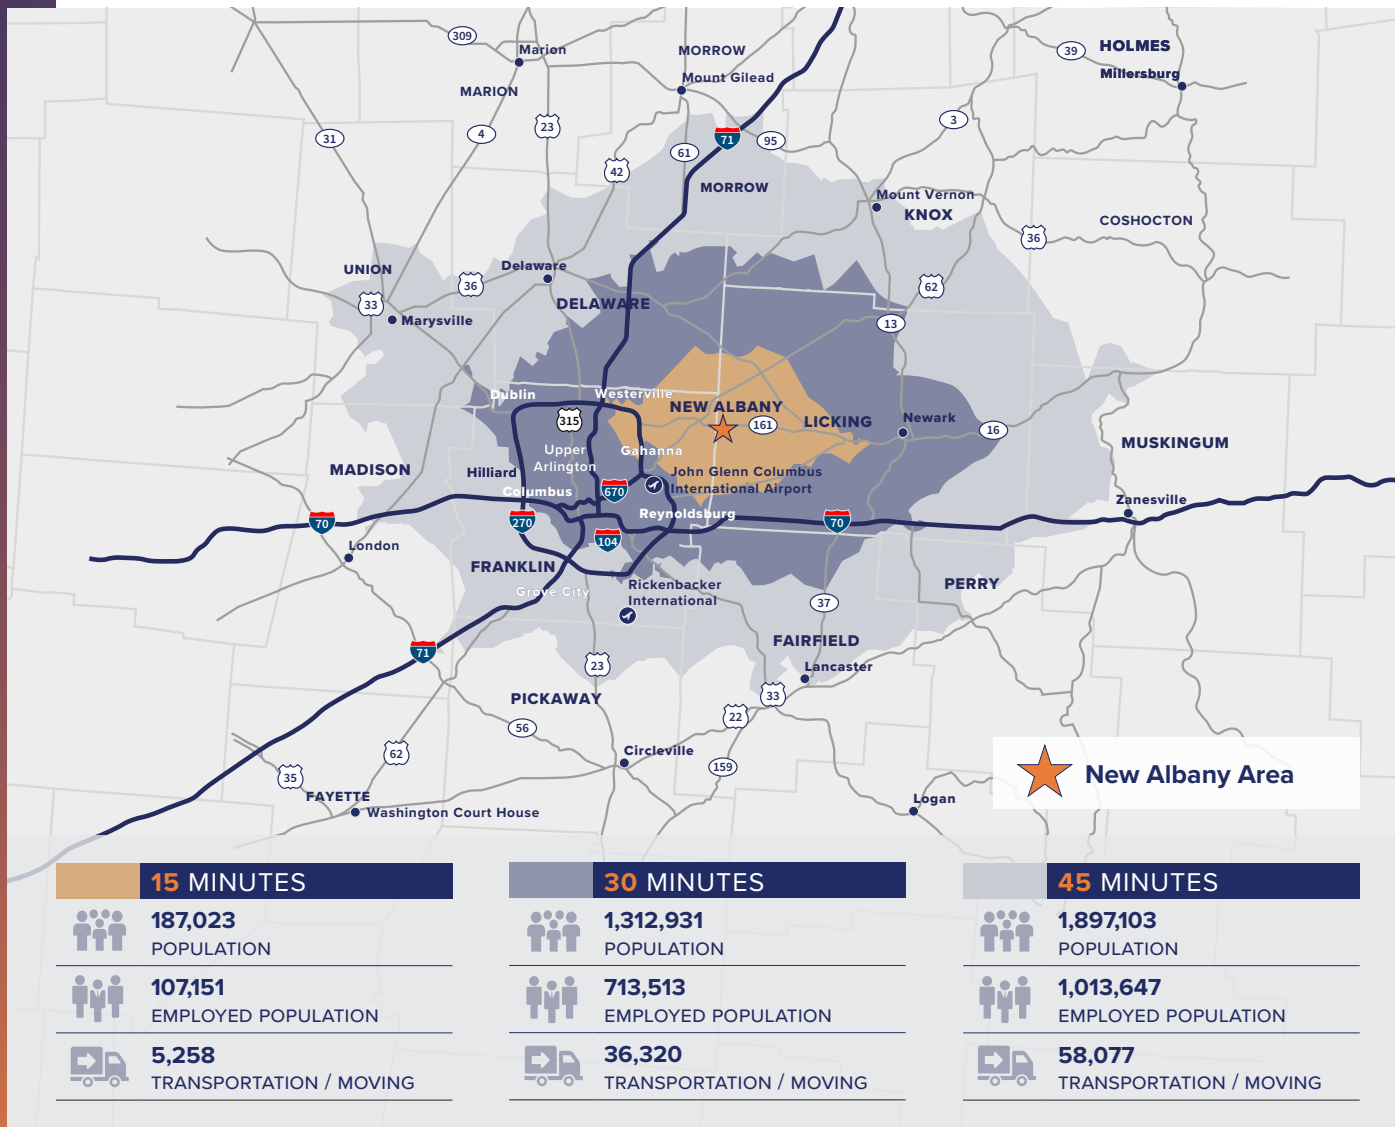 309
Marion
MORROW
39
HOLMES
Mount Gilead
Millersburg
MARION
31
4
23
71
95
3
61
42
MORROW
Mount Vernon
KNOX
COSHOCTON
36
UNION
Delaware
36
62
33
DELAWARE
Marysville
13
Dublin
Westerville
NEW ALBANY
315
161
LICKING
Newark
16
Upper
Arlington
Gahanna
MUSKINGUM
MADISON
Hilliard
John Glenn Columbus
International Airport
Columbus
670
Zanesville
Reynoldsburg
70
270
70
104
London
FRANKLIN
Rickenbacker
International
PERRY
Grove City
37
71
FAIRFIELD
23
Lancaster
PICKAWAY
33
22
56
62
Circleville
159
35
New Albany Area
FAYETTE
Washington Court House
Logan
15 MINUTES
187,023
POPULATION
107,151
EMPLOYED POPULATION
5,258
TRANSPORTATION / MOVING
30 MINUTES
1,312,931
POPULATION
713,513
EMPLOYED POPULATION
36,320
TRANSPORTATION / MOVING
45 MINUTES
1,897,103
POPULATION
1,013,647
EMPLOYED POPULATION
58,077
TRANSPORTATION / MOVING